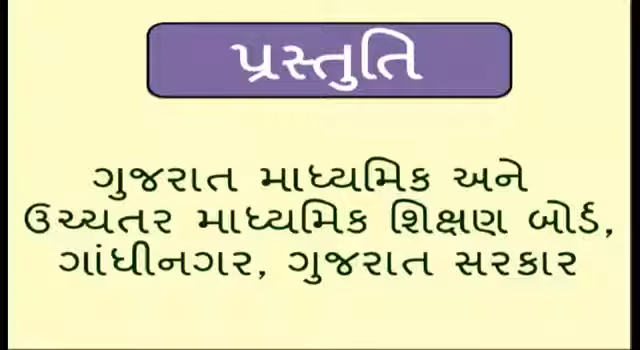 પ્રસ્તુતિ
ગુજરાત માધ્યમિક અને
ઉચ્ચતર માધ્યમિક શિક્ષણ બોર્ડ,
ગાંધીનગર, ગુજરાત સરકાર